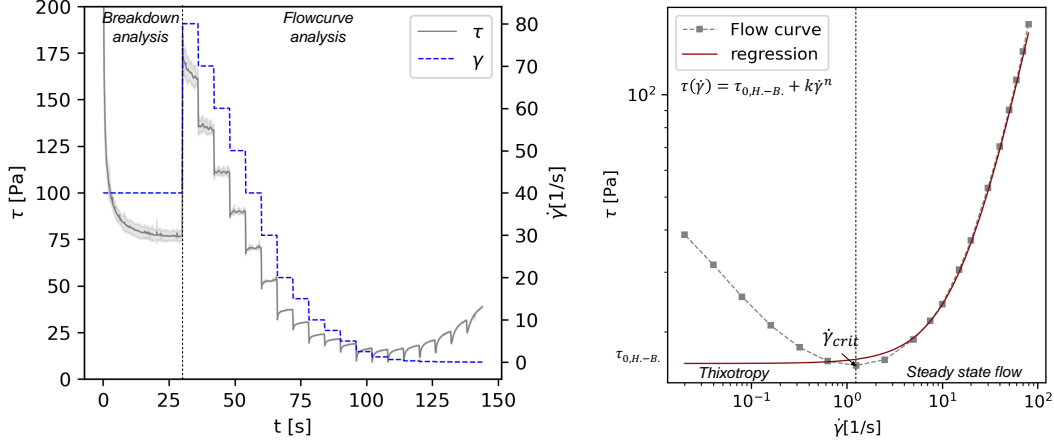 Breakdown
analysis
Flowcurve
analysis
τ
γ
200
175
150
125
100
75
50
25
0
τ [Pa]
80
70
60
50
40
30
20
10
0
γ̇[1/s]
0
25
50
75
100
125
150
t [s]
Flow curve
regression
τ(γ̇) = τ₀,H.−B. + kγ̇ⁿ
10²
τ [Pa]
τ₀,H.−B.
γ̇crit
Thixotropy
Steady state flow
10⁻¹
10⁰
10¹
10²
γ̇[1/s]